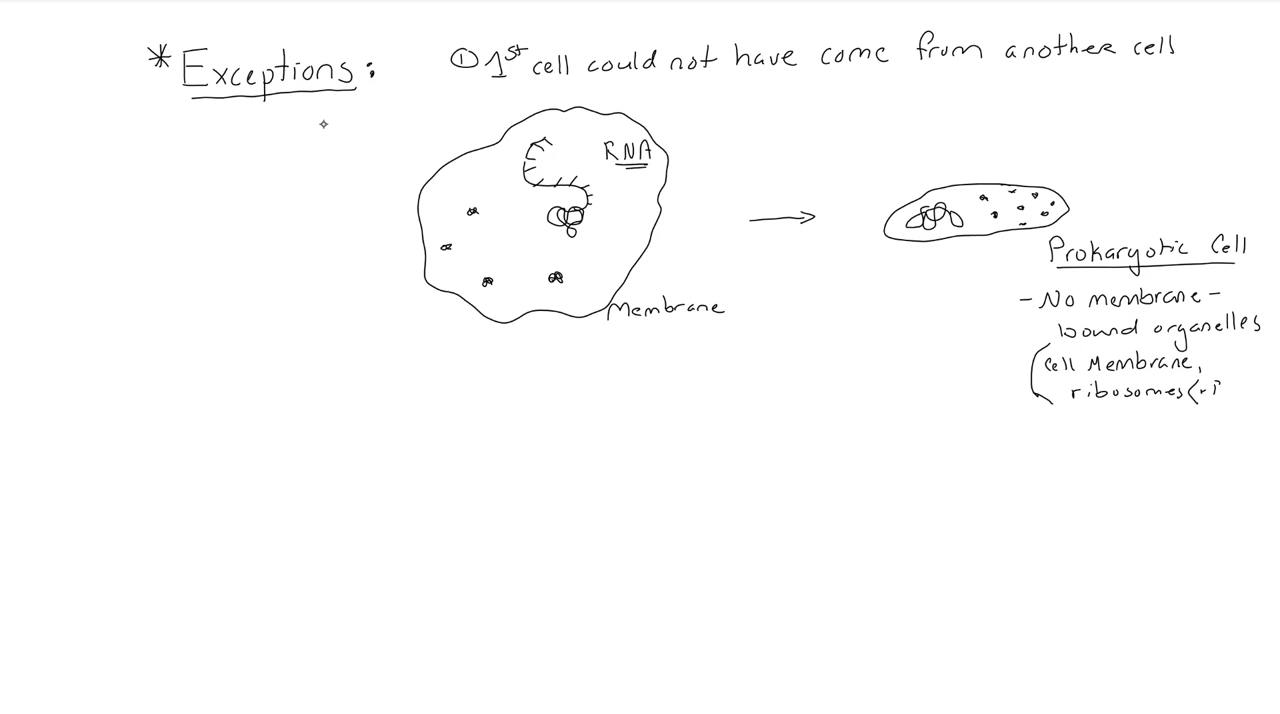 * Exceptions: ① 1st cell could not have come from another cell
RNA
Membrane
Prokaryotic Cell
- No membrane-
bound organelles
(Cell Membrane,
ribosomes